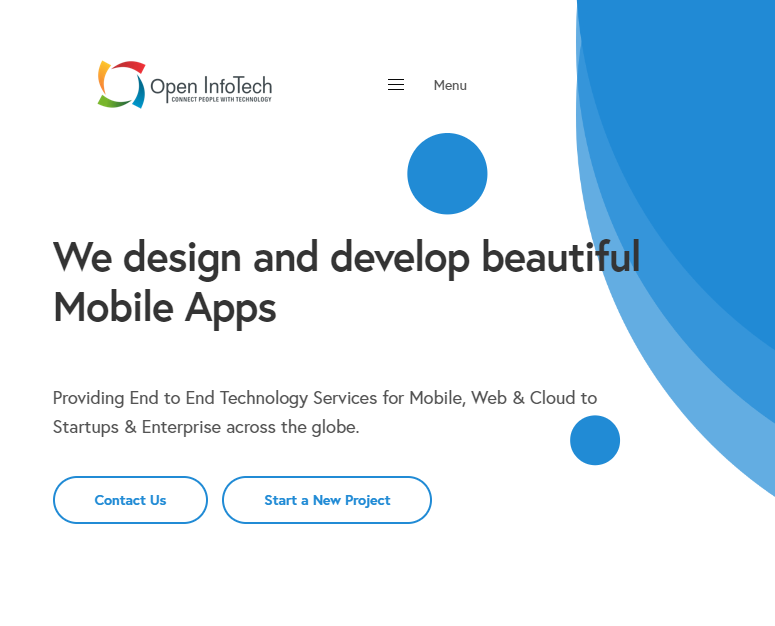 Open InfoTech
CONNECT PEOPLE WITH TECHNOLOGY
Menu
We design and develop beautiful
Mobile Apps
Providing End to End Technology Services for Mobile, Web & Cloud to
Startups & Enterprise across the globe.
Contact Us
Start a New Project